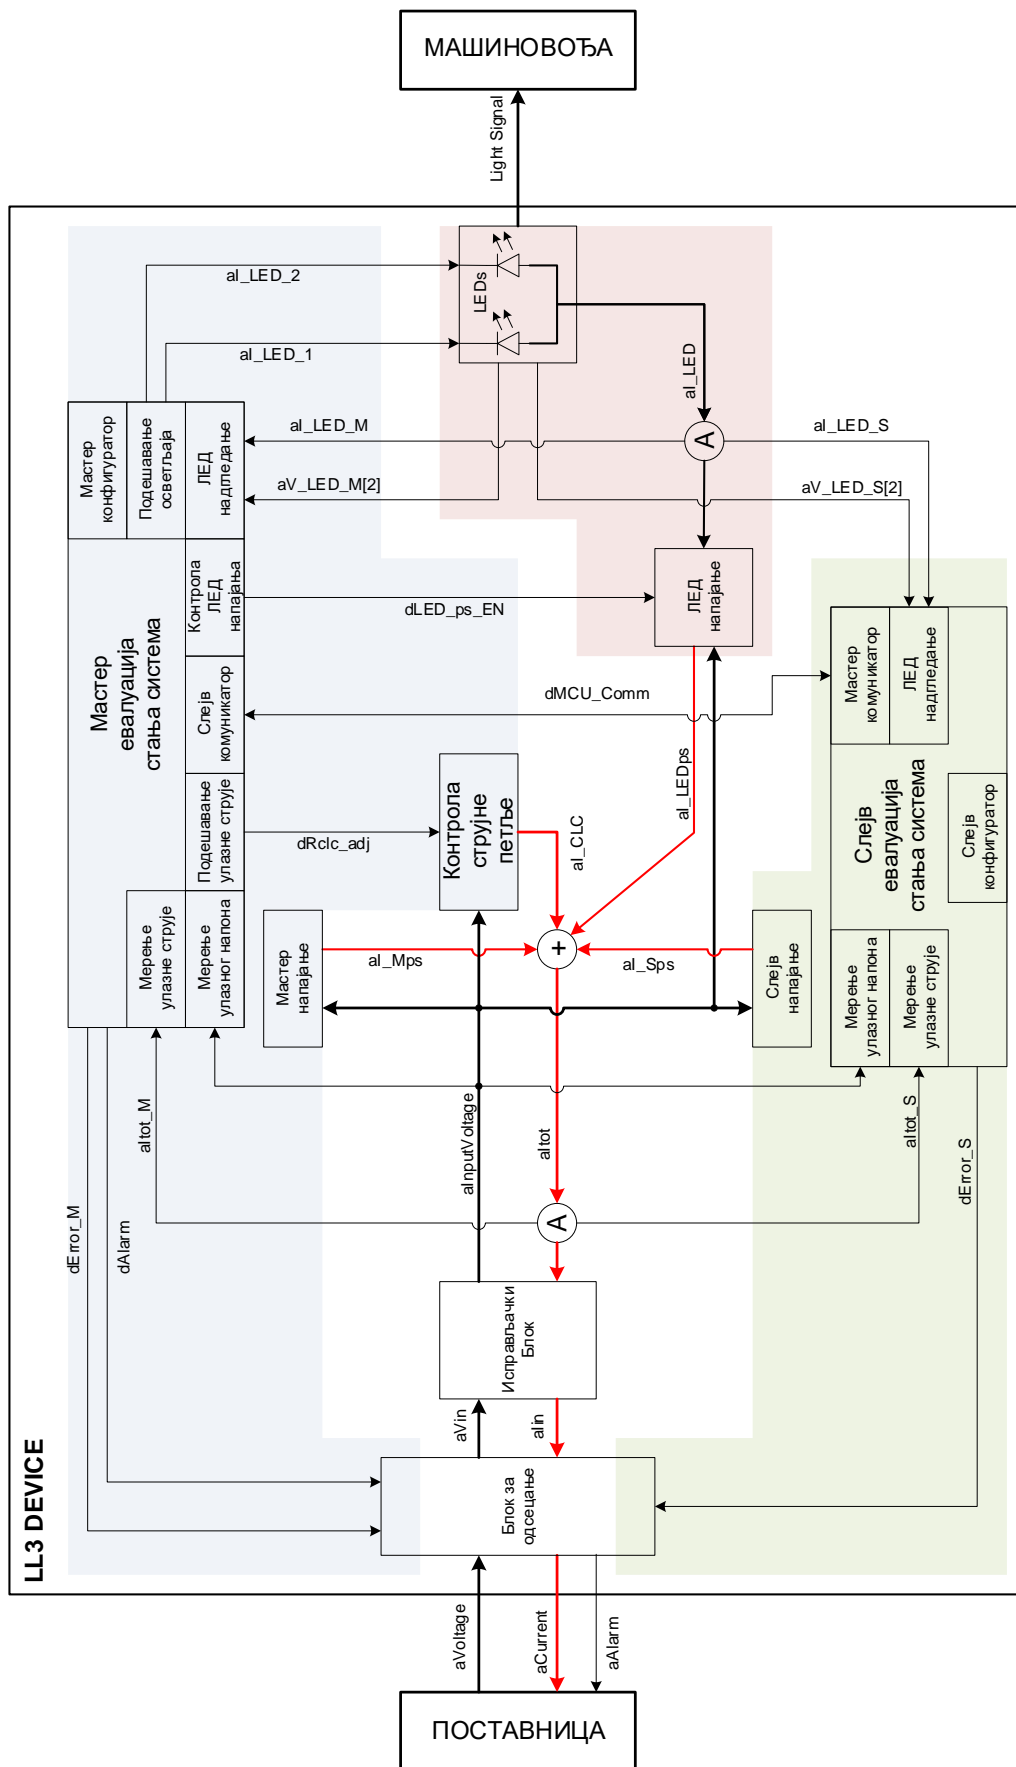 МАШИНОВОЂА
Light Signal
LL3 DEVICE
aI_LED_2
aI_LED_1
LEDs
aI_LED
A
aI_LED_M
aI_LED_S
aV_LED_M[2]
aV_LED_S[2]
Мастер
конфигуратор
Подешавање
осветљаја
ЛЕД
надгледање
Контрола
ЛЕД
напајања
Мастер
евалуација
стања система
Слејв
комуникатор
Подешавање
улазне струје
Мерење
улазне струје
Мерење
улазног напона
dLED_ps_EN
ЛЕД
напајање
dMCU_Comm
Мастер
комуникатор
ЛЕД
надгледање
Слејв
евалуација
стања система
Слејв
конфигуратор
Мерење
улазног напона
Мерење
улазне струје
dRclc_adj
Контрола
струјне
петље
aI_CLC
aI_LEDps
Мастер
напајање
aI_Mps
+
aI_Sps
Слејв
напајање
aItot_M
aInputVoltage
aItot
aItot_S
dError_M
dAlarm
dError_S
A
Исправљачки
Блок
aVin
aIin
Блок за
одсецање
aVoltage
aCurrent
aAlarm
ПОСТАВНИЦА